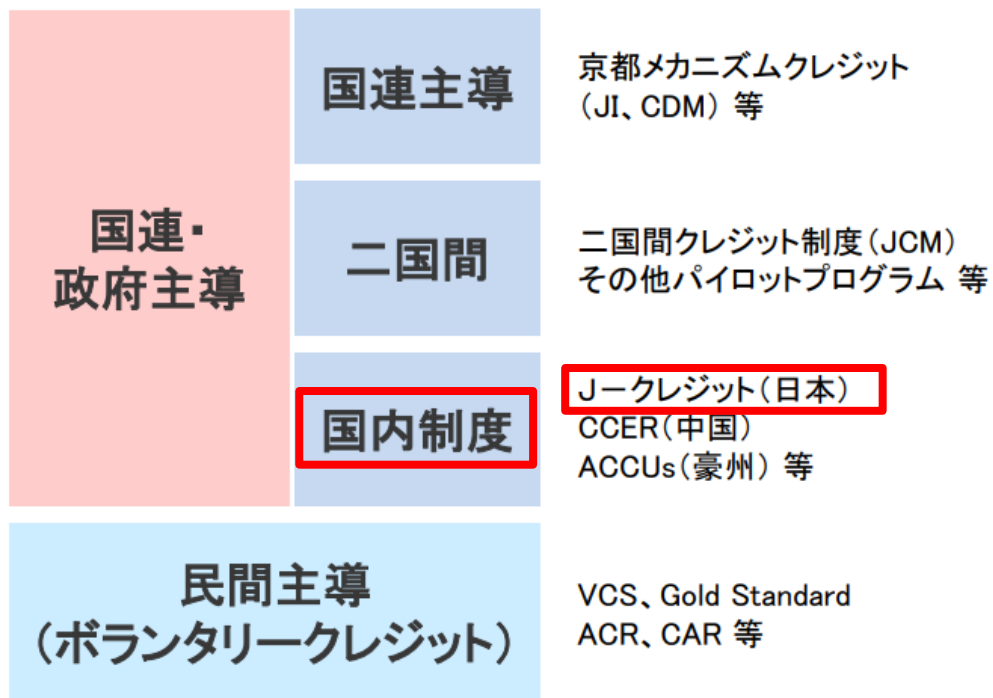 国連・
政府主導
国連主導
京都メカニズムクレジット
（JI、CDM） 等
二国間
二国間クレジット制度（JCM）
その他パイロットプログラム 等
国内制度
Jークレジット（日本）
CCER（中国）
ACCUs（豪州） 等
民間主導
（ボランタリークレジット）
VCS、Gold Standard
ACR、CAR 等